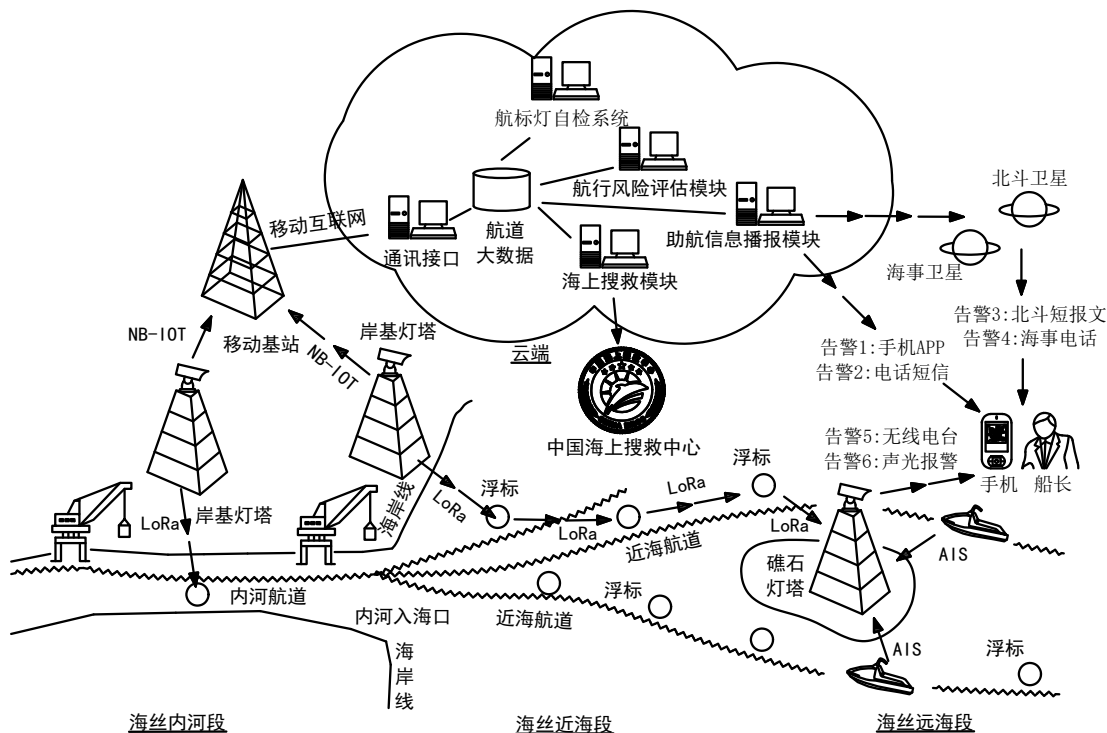 航标灯自检系统
航行风险评估模块
北斗卫星
移动互联网
通讯接口
航道
大数据
助航信息播报模块
海事卫星
海上搜救模块
NB-IOT
移动基站
岸基灯塔
NB-IOT
云端
告警3:北斗短报文
告警4:海事电话
告警1:手机APP
告警2:电话短信
中国海上搜救中心
告警5:无线电台
告警6:声光报警
手机
船长
LoRa
岸基灯塔
海岸线
LoRa
浮标
LoRa
LoRa
浮标
LoRa
近海航道
AIS
礁石
灯塔
内河航道
内河入海口
近海航道
浮标
海
岸
线
AIS
浮标
海丝内河段
海丝近海段
海丝远海段